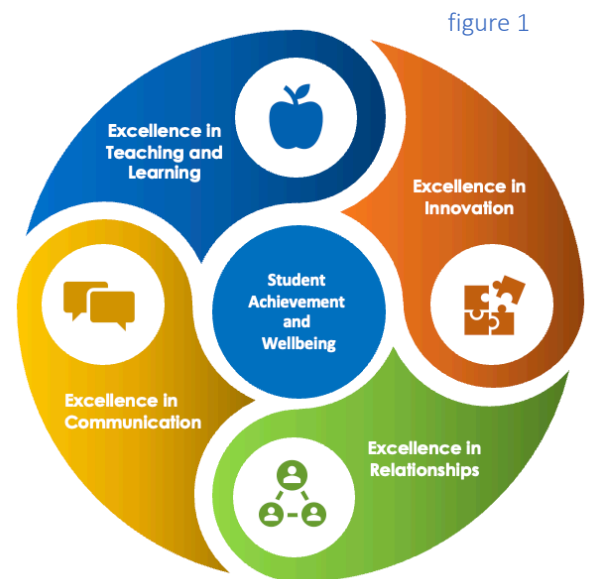 figure 1
Excellence in
Teaching and
Learning
Excellence in
Innovation
Student
Achievement
and
Wellbeing
Excellence in
Communication
Excellence in
Relationships